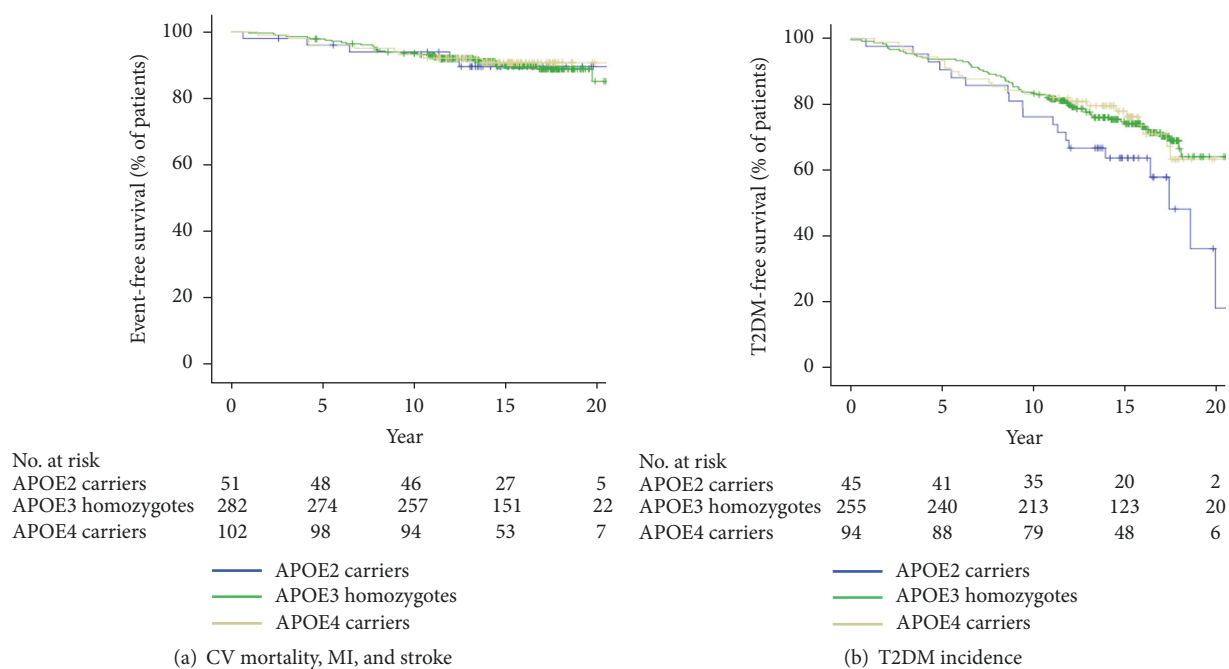 Event-free survival (% of patients)
100
80
60
40
20
0
0 5 10 15 20
Year
No. at risk
APOE2 carriers 51 48 46 27 5
APOE3 homozygotes 282 274 257 151 22
APOE4 carriers 102 98 94 53 7
APOE2 carriers
APOE3 homozygotes
APOE4 carriers
(a) CV mortality, MI, and stroke
T2DM-free survival (% of patients)
100
80
60
40
20
0
0 5 10 15 20
Year
No. at risk
APOE2 carriers 45 41 35 20 2
APOE3 homozygotes 255 240 213 123 20
APOE4 carriers 94 88 79 48 6
APOE2 carriers
APOE3 homozygotes
APOE4 carriers
(b) T2DM incidence